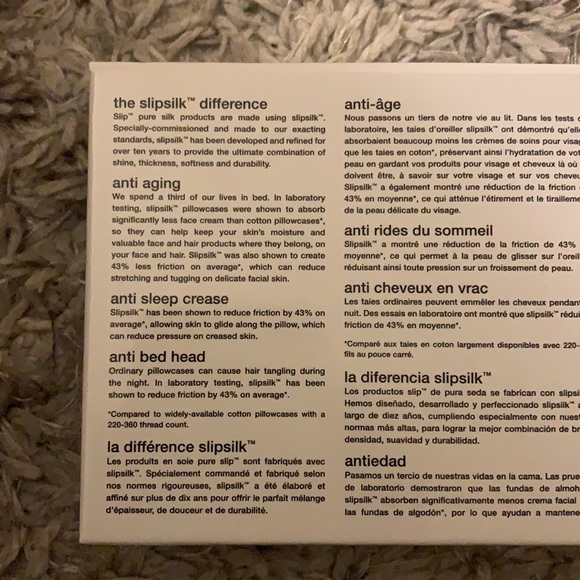 the slipsilk™ difference
Slip™ pure silk products are made using slipsilk™.
Specially-commissioned and made to our exacting
standards, slipsilk™ has been developed and refined for
over ten years to provide the ultimate combination of
shine, thickness, softness and durability.
anti aging
We spend a third of our lives in bed. In laboratory
testing, slipsilk™ pillowcases were shown to absorb
significantly less face cream than cotton pillowcases*,
so they can help keep your skin's moisture and
valuable face and hair products where they belong, on
your face and hair. Slipsilk™ was also shown to create
43% less friction on average*, which can reduce
stretching and tugging on delicate facial skin.
anti sleep crease
Slipsilk™ has been shown to reduce friction by 43% on
average*, allowing skin to glide along the pillow, which
can reduce pressure on creased skin.
anti bed head
Ordinary pillowcases can cause hair tangling during
the night. In laboratory testing, slipsilk™ has been
shown to reduce friction by 43% on average*.
*Compared to widely-available cotton pillowcases with a
220-360 thread count.
la différence slipsilk™
Les produits en soie pure slip™ sont fabriqués avec
slipsilk™. Spécialement commandé et fabriqué selon
nos normes rigoureuses, slipsilk™ a été élaboré et
affiné sur plus de dix ans pour offrir le parfait mélange
d'épaisseur, de douceur et de durabilité.
anti-âge
Nous passons un tiers de notre vie au lit. Dans les tests
laboratoire, les taies d'oreiller slipsilk™ ont démontré
absorbaient beaucoup moins les crèmes de soins pour
que les taies en coton*, préservant ainsi l'hydratation de
peau en gardant vos produits pour visage et cheveux là où
doivent être, à savoir sur votre visage et sur vos
Slipsilk™ a également montré une réduction de la friction
43% en moyenne*, ce qui atténue l'étirement et le
de la peau délicate du visage.
anti rides du sommeil
Slipsilk™ a montré une réduction de la friction de 43%
moyenne*, ce qui permet à la peau de glisser sur
réduisant ainsi toute pression sur un froissement de peau.
anti cheveux en vrac
Les taies ordinaires peuvent emmêler les cheveux
nuit. Des essais en laboratoire ont montré que slipsilk™
friction de 43% en moyenne*.
*Comparé aux taies en coton largement disponibles avec 220-
fils au pouce carré.
la diferencia slipsilk™
Los productos slip™ de pura seda se fabrican con
Hemos diseñado, desarrollado y perfeccionado slipsilk™
largo de diez años, cumpliendo especialmente con
normas más altas, para lograr la mejor combinación de
densidad, suavidad y durabilidad.
antiedad
Pasamos un tercio de nuestras vidas en la cama. Las
de laboratorio demostraron que las fundas de
slipsilk™ absorben significativamente menos crema facial
las fundas de algodón*, por lo que ayudan a